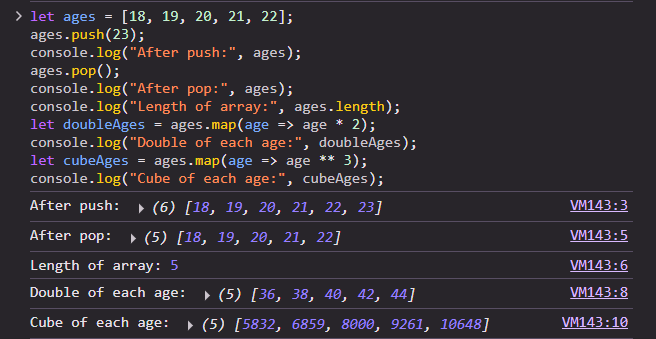 let ages = [18, 19, 20, 21, 22];
ages.push(23);
console.log("After push:", ages);
ages.pop();
console.log("After pop:", ages);
console.log("Length of array:", ages.length);
let doubleAges = ages.map(age => age * 2);
console.log("Double of each age:", doubleAges);
let cubeAges = ages.map(age => age ** 3);
console.log("Cube of each age:", cubeAges);
After push: (6) [18, 19, 20, 21, 22, 23] VM143:3
After pop: (5) [18, 19, 20, 21, 22] VM143:5
Length of array: 5 VM143:6
Double of each age: (5) [36, 38, 40, 42, 44] VM143:8
Cube of each age: (5) [5832, 6859, 8000, 9261, 10648] VM143:10